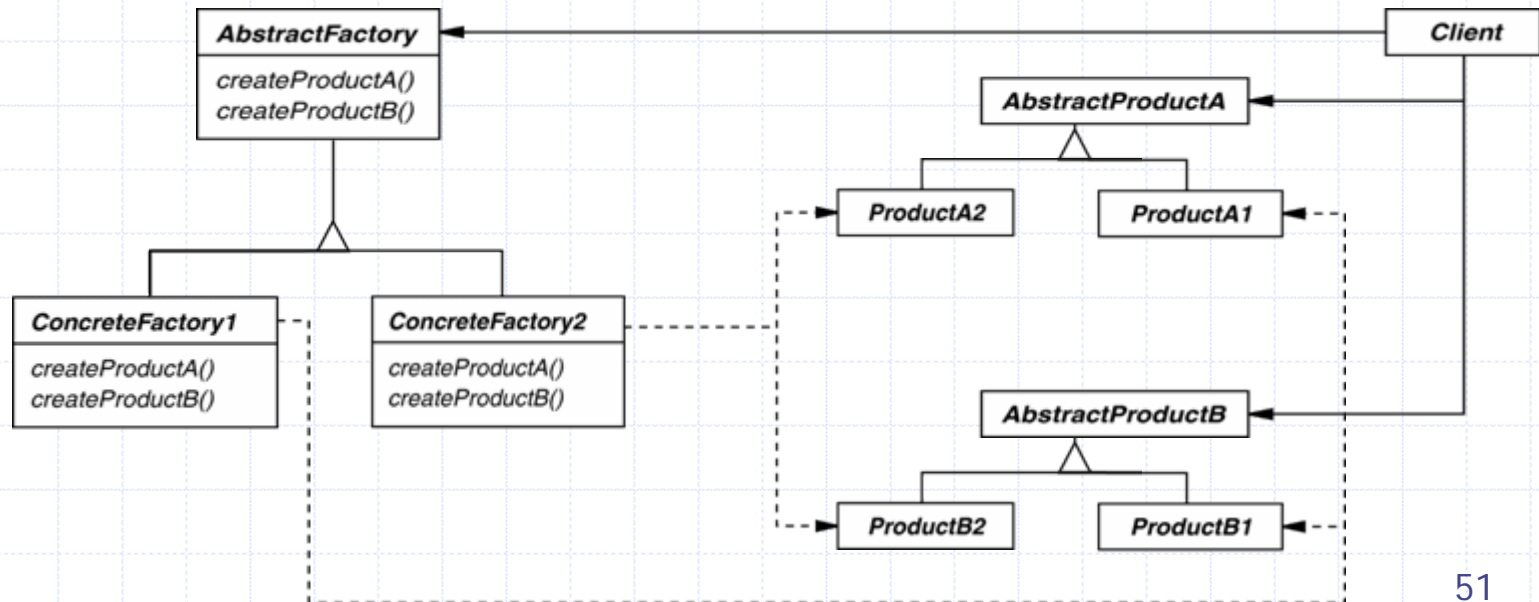 AbstractFactory
createProductA()
createProductB()
Client
AbstractProductA
ProductA2
ProductA1
ConcreteFactory1
createProductA()
createProductB()
ConcreteFactory2
createProductA()
createProductB()
AbstractProductB
ProductB2
ProductB1
51